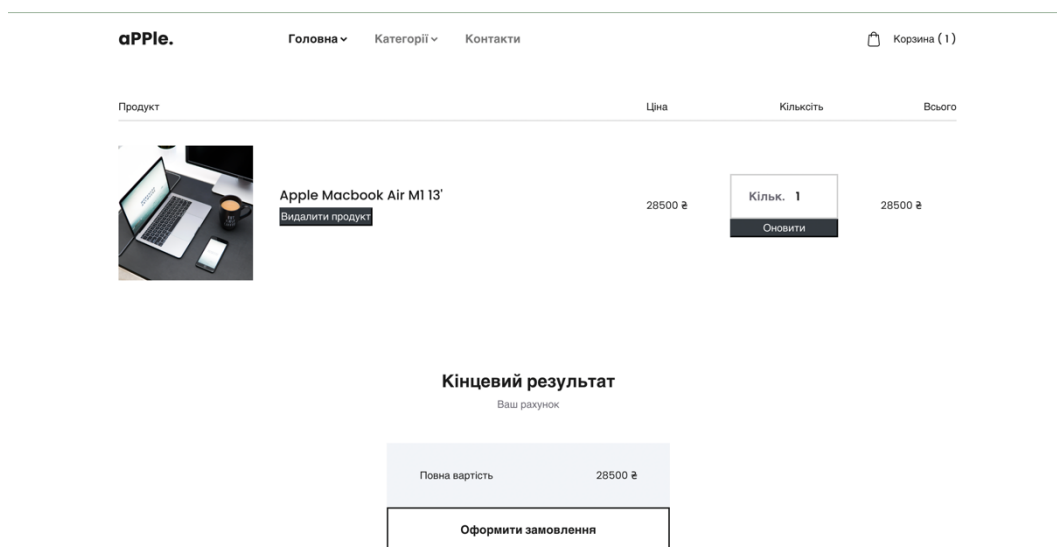 aPPle.
Головна Категорії Контакти
Корзина ( 1 )
Продукт Ціна Кількcіть Всього
Apple Macbook Air M1 13'
Видалити продукт
28500 ₴
Кільк. 1
Оновити
28500 ₴
Кінцевий результат
Ваш рахунок
Повна вартість 28500 ₴
Оформити замовлення